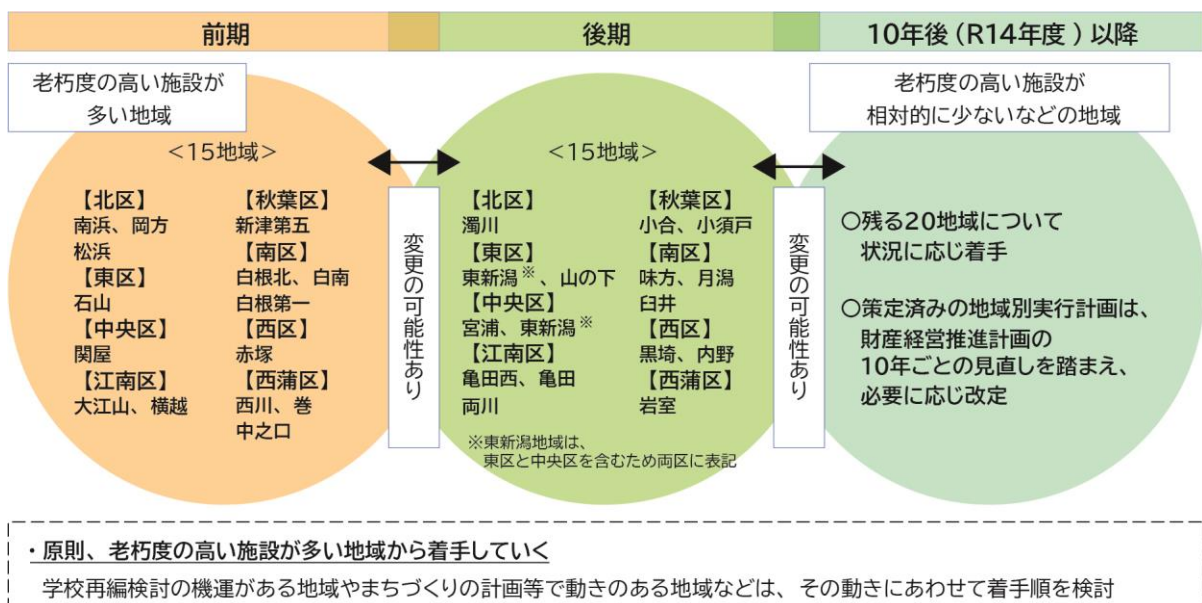 前期
後期
10年後（R14年度）以降
老朽度の高い施設が
多い地域
<15地域>
【北区】
南浜、岡方
松浜
【東区】
石山
【中央区】
関屋
【江南区】
大江山、横越
【秋葉区】
新津第五
【南区】
白根北、白南
白根第一
【西区】
赤塚
【西蒲区】
西川、巻
中之口
変更の可能性あり
<15地域>
【北区】
濁川
【東区】
東新潟※、山の下
【中央区】
宮浦、東新潟※
【江南区】
亀田西、亀田
両川
【秋葉区】
小合、小須戸
【南区】
味方、月潟
臼井
【西区】
黒埼、内野
【西蒲区】
岩室
※東新潟地域は、
東区と中央区を含むため両区に表記
変更の可能性あり
老朽度の高い施設が
相対的に少ないなどの地域
○残る20地域について
状況に応じ着手
○策定済みの地域別実行計画は、
財産経営推進計画の
10年ごとの見直しを踏まえ、
必要に応じ改定
・原則、老朽度の高い施設が多い地域から着手していく
学校再編検討の機運がある地域やまちづくりの計画等で動きのある地域などは、その動きにあわせて着手順を検討